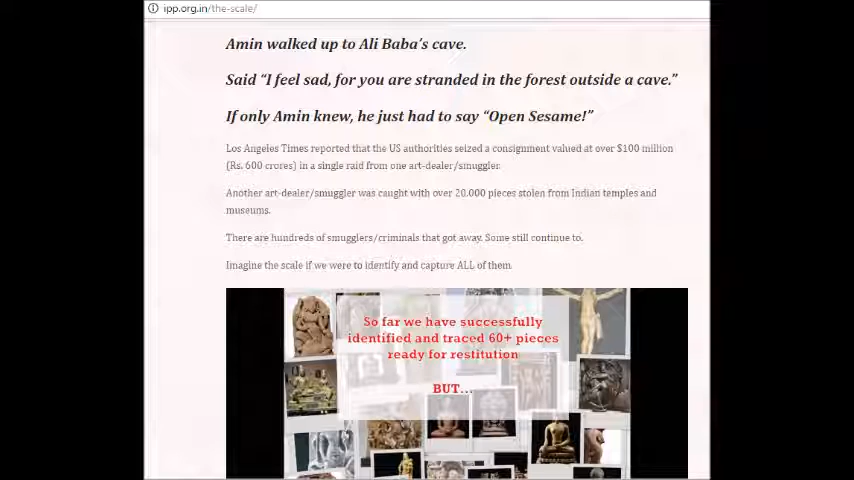 ipp.org.in/the-scale/
Amin walked up to Ali Baba's cave.
Said “I feel sad, for you are stranded in the forest outside a cave.”
If only Amin knew, he just had to say “Open Sesame!”
Los Angeles Times reported that the US authorities seized a consignment valued at over $100 million
(Rs. 600 crores) in a single raid from one art-dealer/smuggler.
Another art-dealer/smuggler was caught with over 20,000 pieces stolen from Indian temples and
museums.
There are hundreds of smugglers/criminals that got away. Some still continue to.
Imagine the scale if we were to identify and capture ALL of them.
So far we have successfully
identified and traced 60+ pieces
ready for restitution
BUT...